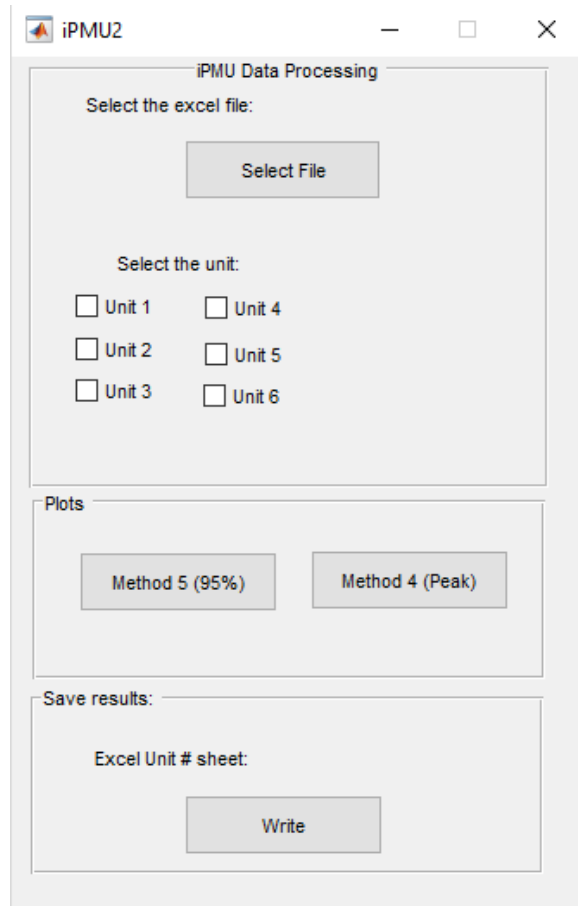 iPMU2
iPMU Data Processing
Select the excel file:
Select File
Select the unit:
Unit 1
Unit 4
Unit 2
Unit 5
Unit 3
Unit 6
Plots
Method 5 (95%)
Method 4 (Peak)
Save results:
Excel Unit # sheet:
Write